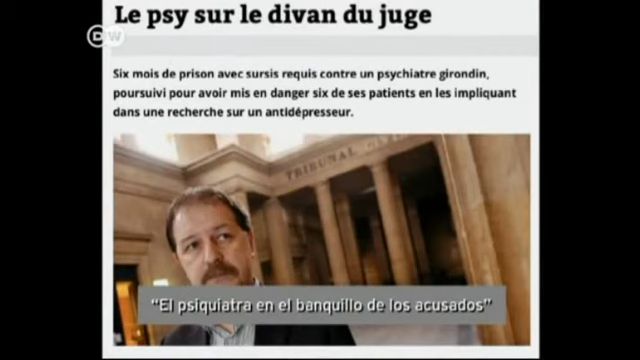 Le psy sur le divan du juge
DW
Six mois de prison avec sursis requis contre un psychiatre girondin,
poursuivi pour avoir mis en danger six de ses patients en les impliquant
dans une recherche sur un antidépresseur.
TRIBUNAL CIVIL
“El psiquiatra en el banquillo de los acusados”